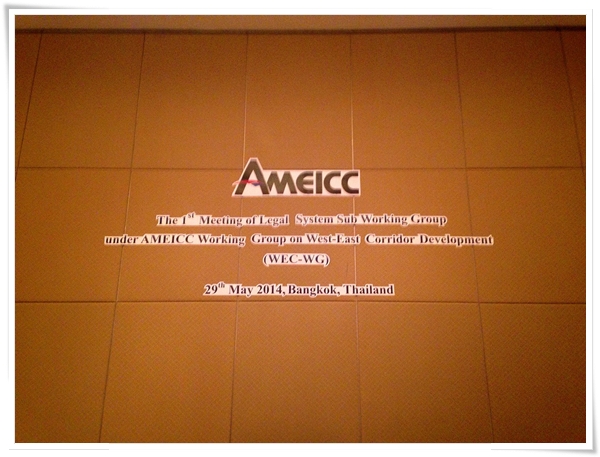 AMEICC
The 1st Meeting of Legal System Sub Working Group
under AMEICC Working Group on West-East Corridor Development
(WEC-WG)
29th May 2014, Bangkok, Thailand